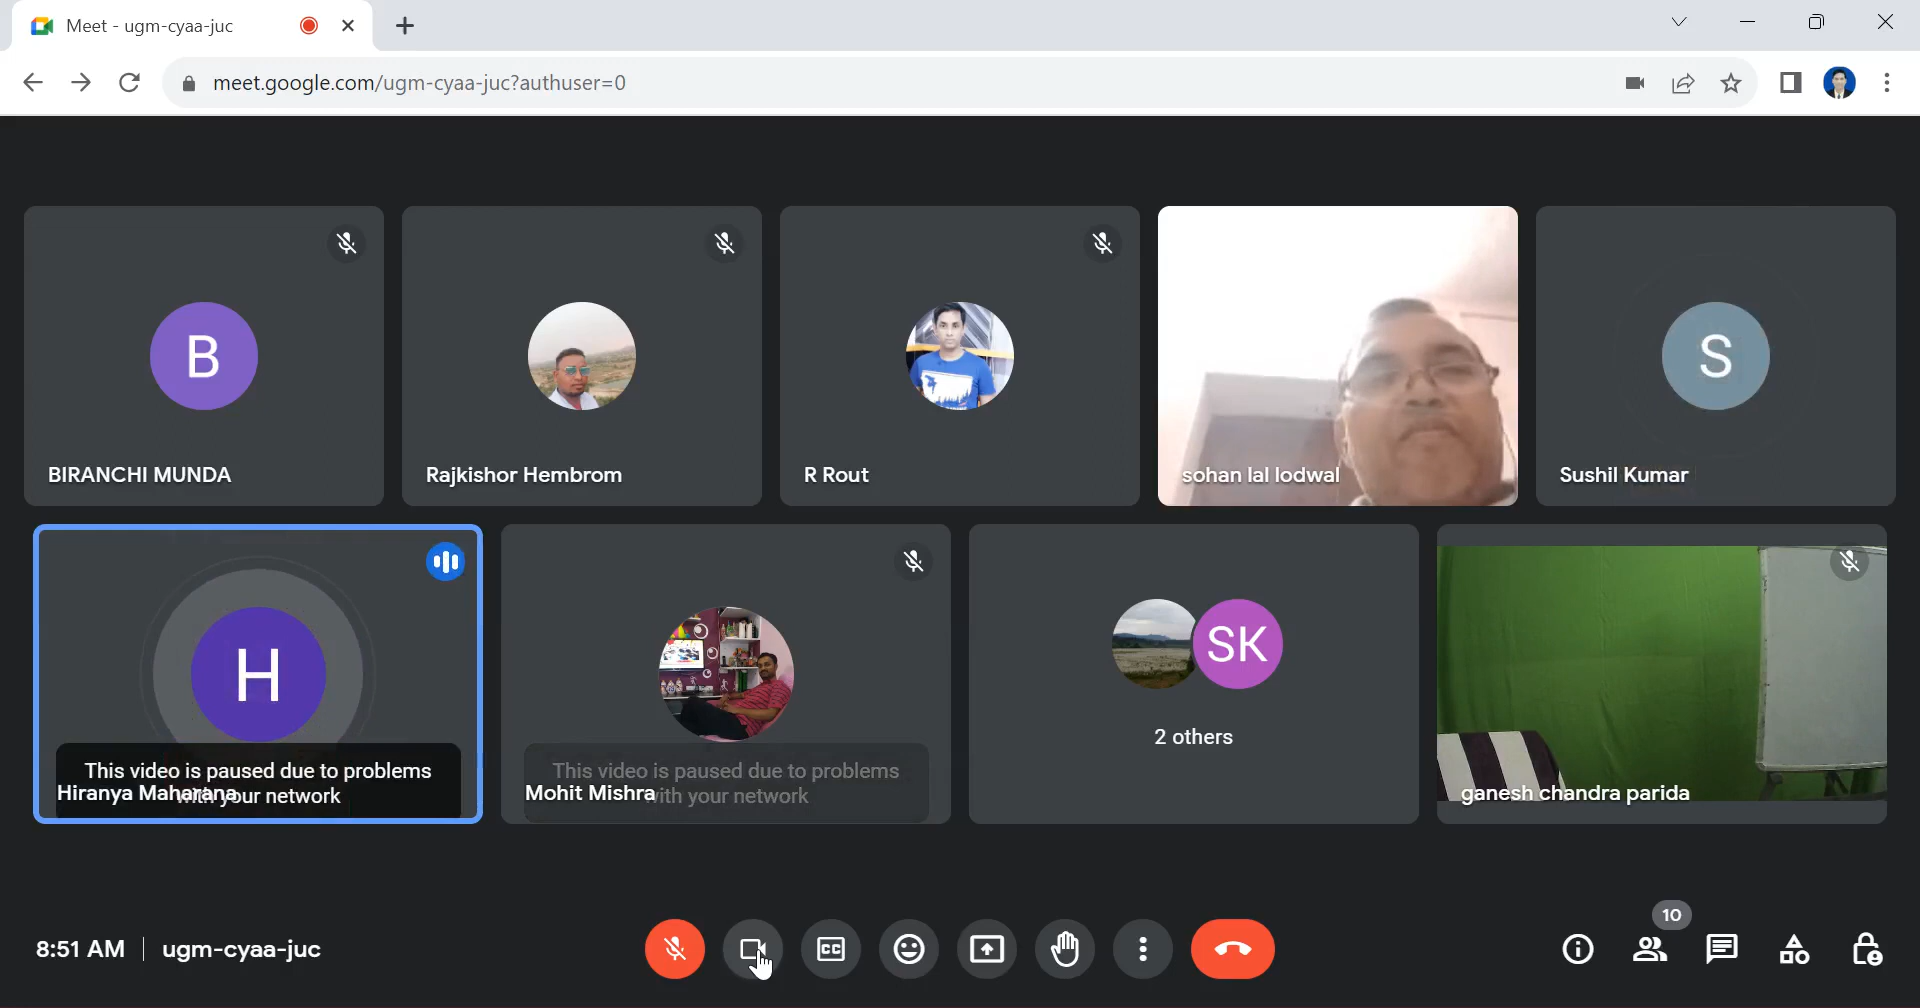 Meet - ugm-cyaa-juc
meet.google.com/ugm-cyaa-juc?authuser=0
B
BIRANCHI MUNDA
Rajkishor Hembrom
R Rout
sohan lal lodwal
S
Sushil Kumar
H
This video is paused due to problems
with your network
Hiranya Maharana
This video is paused due to problems
with your network
Mohit Mishra
SK
2 others
ganesh chandra parida
8:51 AM
ugm-cyaa-juc
CC
10